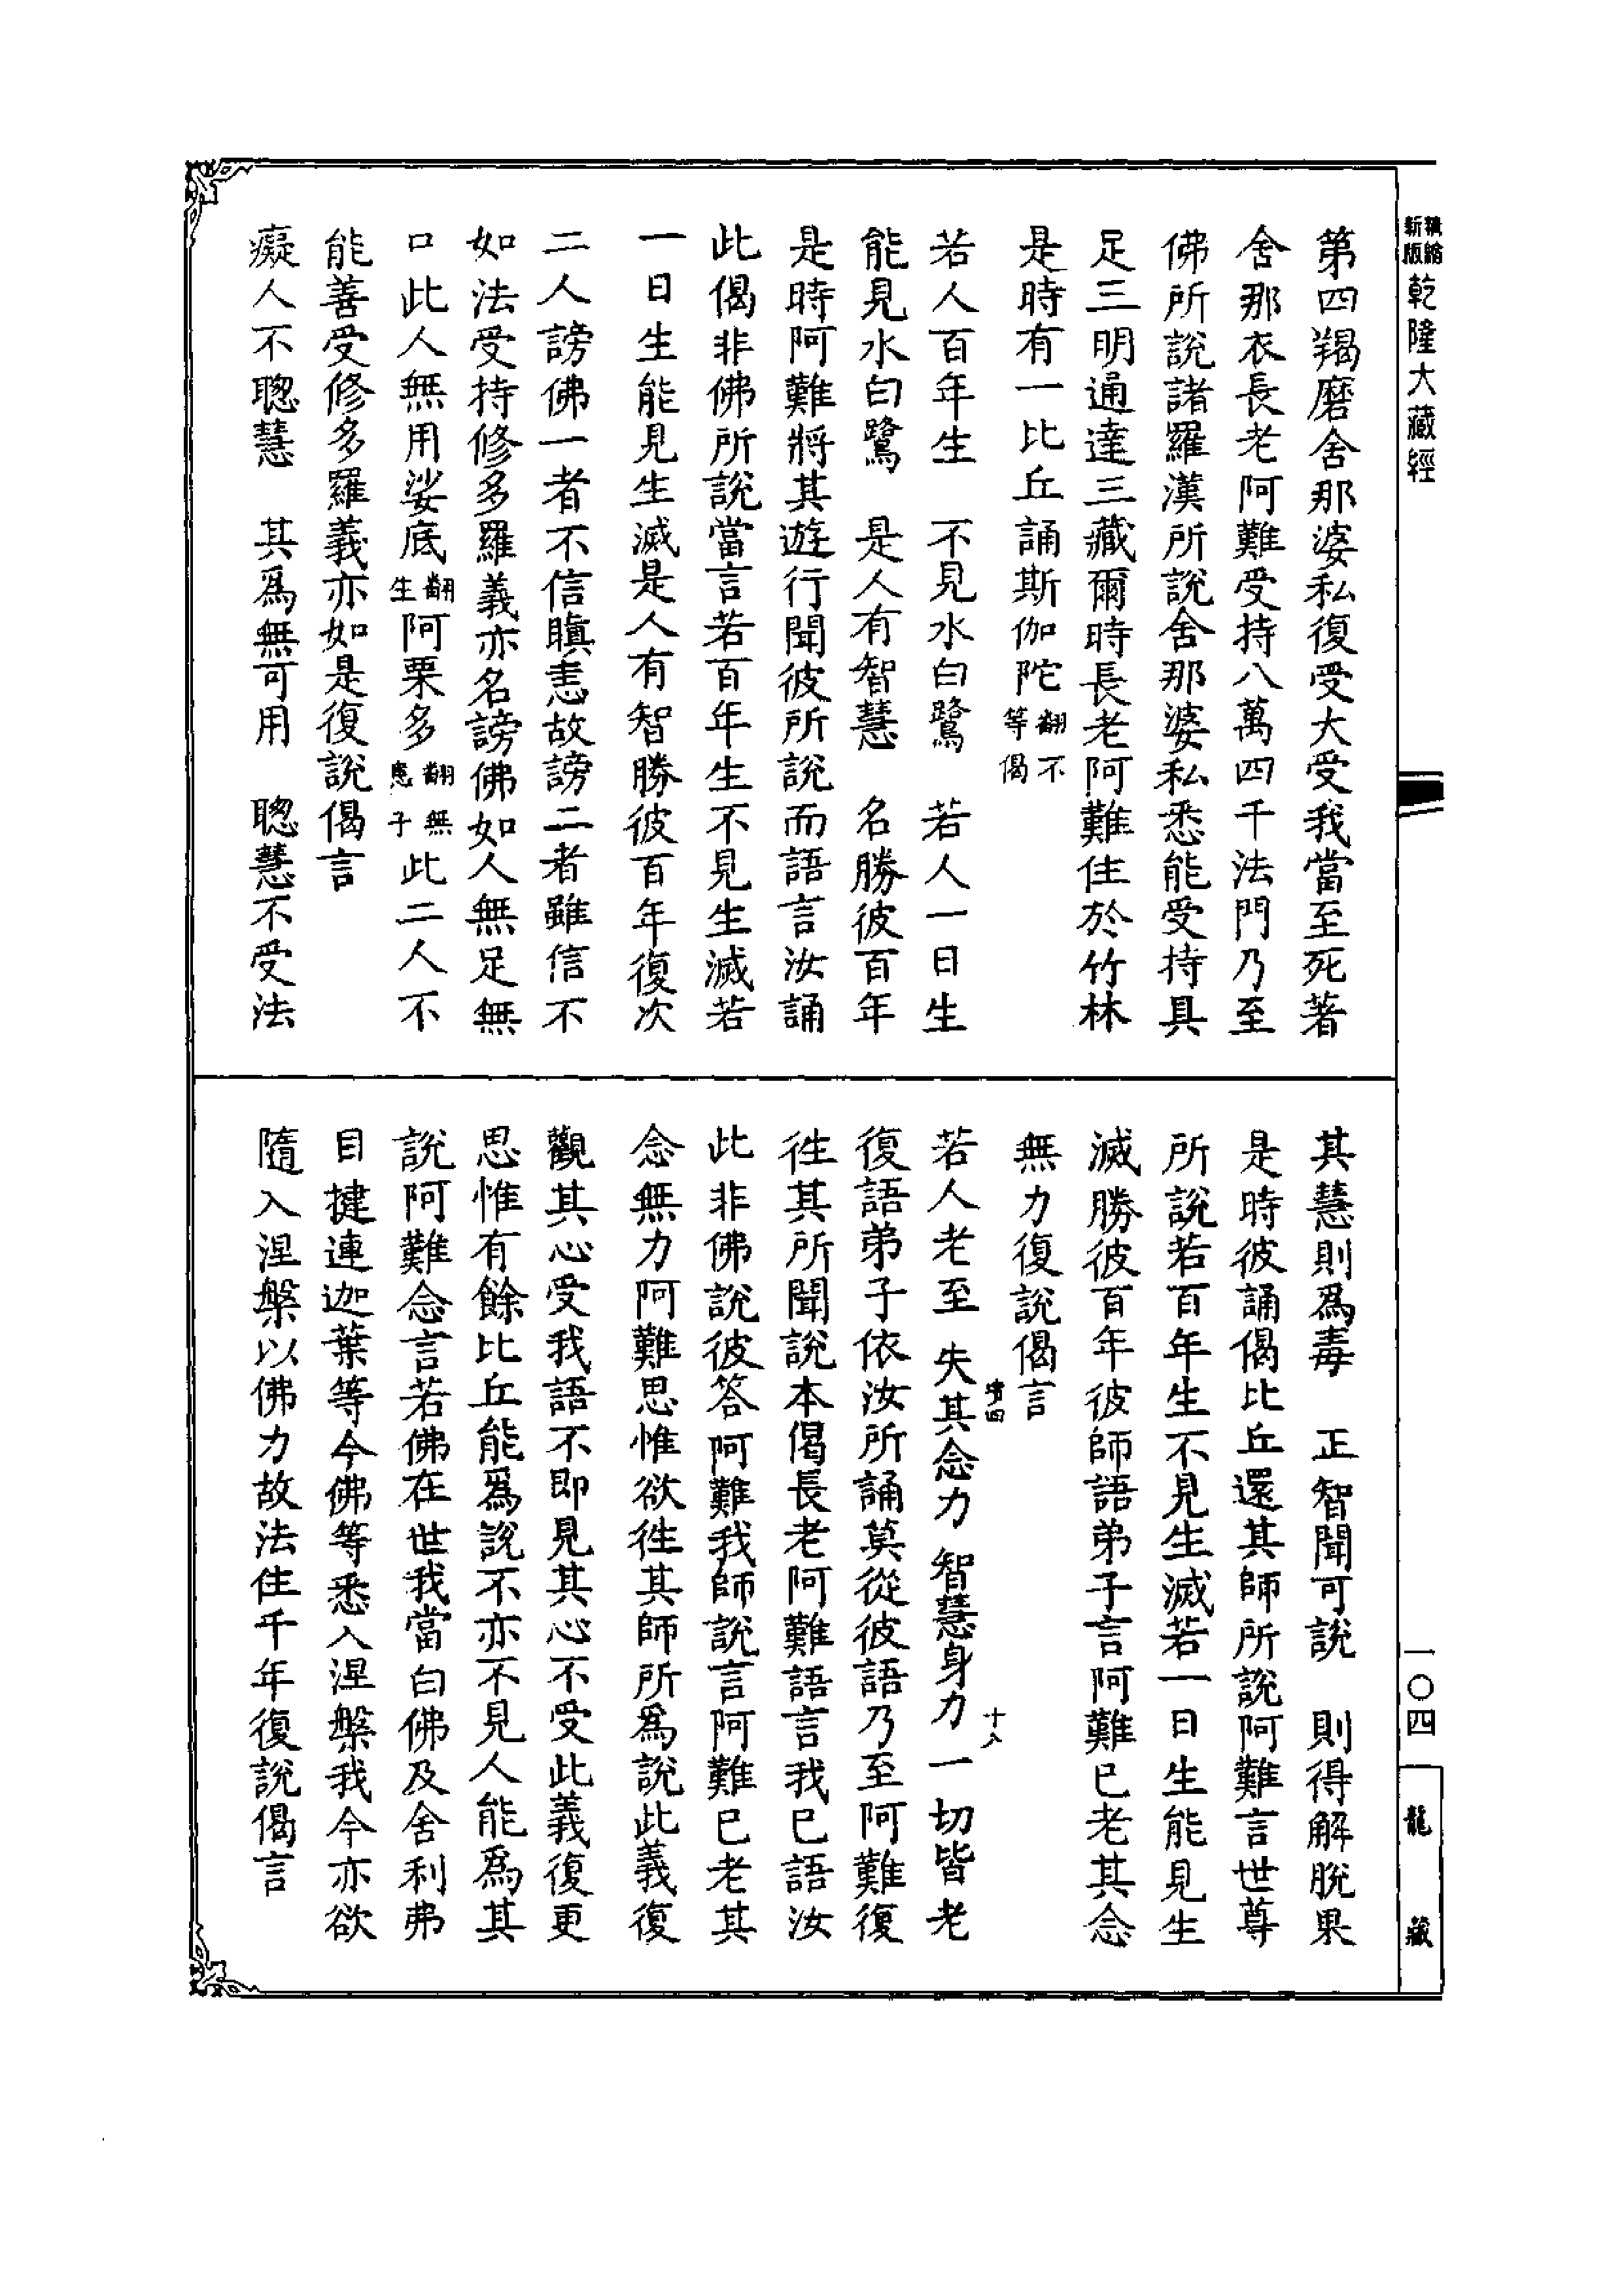 新版精縮乾隆大藏經
第四羯磨舍那婆私復受大受我當至死著
舍那衣長老阿難受持八萬四千法門乃至
佛所說諸羅漢所說舍那婆私悉能受持具
足三明通達三藏爾時長老阿難住於竹林
是時有一比丘誦斯伽陀翻不等偈
若人百年生　不見水白鷺　若人一日生
能見水白鷺　是人有智慧　名勝彼百年
是時阿難將其遊行聞彼所說而語言汝誦
此偈非佛所說當言若百年生不見生滅若
一日生能見生滅是人有智勝彼百年復次
二人謗佛一者不信瞋恚故謗二者雖信不
如法受持修多羅義亦名謗佛如人無足無
口此人無用娑底翻生阿栗多翻無應子此二人不
能善受修多羅義亦如是復說偈言
癡人不聰慧　其爲無可用　聰慧不受法
其慧則爲毒　正智聞可說　則得解脫果
是時彼誦偈比丘還其師所說阿難言世尊
所說若百年生不見生滅若一日生能見生
滅勝彼百年彼師語弟子言阿難已老其念
無力復說偈言
若人老至　失其念力　智慧身力　一切皆老
復語弟子依汝所誦莫從彼語乃至阿難復
徃其所聞說本偈長老阿難語言我已語汝
此非佛說彼答阿難我師說言阿難已老其
念無力阿難思惟欲徃其師所爲說此義復
觀其心受我語不即見其心不受此義復更
思惟有餘比丘能爲說不亦不見人能爲其
說阿難念言若佛在世我當白佛及舍利弗
目揵連迦葉等今佛等悉入涅槃我今亦欲
隨入涅槃以佛力故法住千年復說偈言
一〇四
龍藏